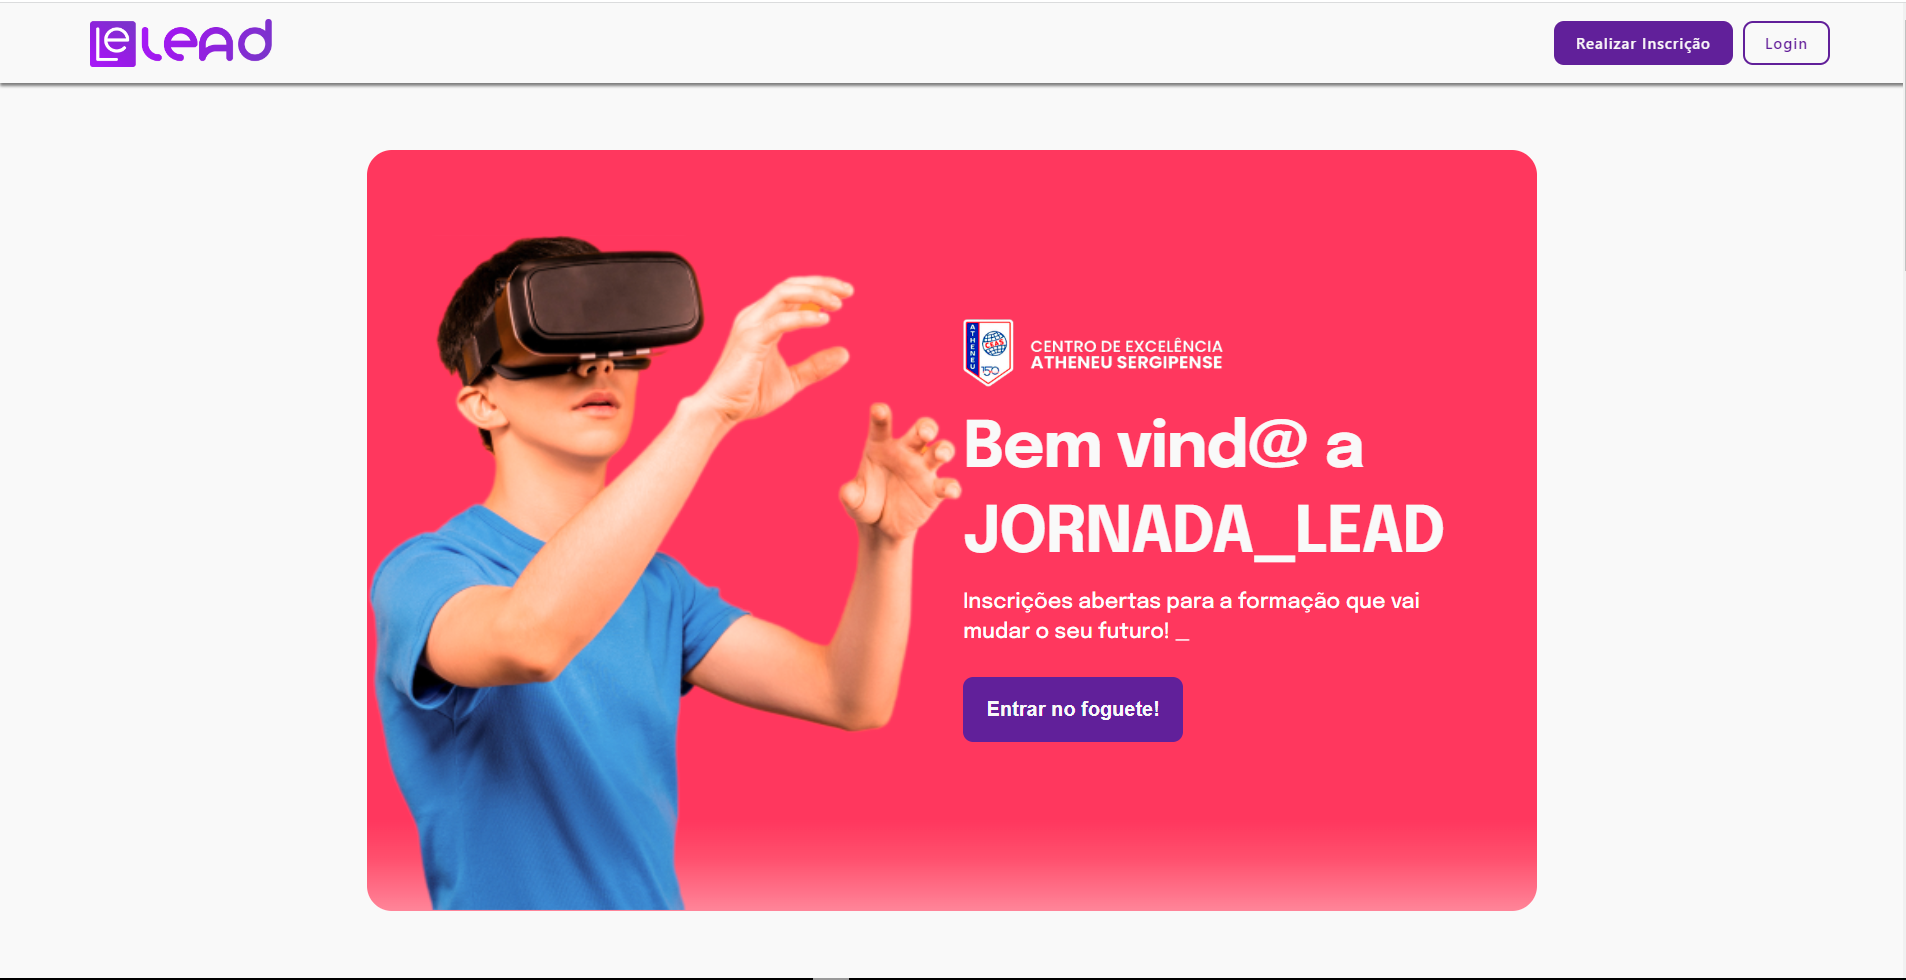 Le Lead
Realizar Inscrição
Login
ATHENEU
CEAS
150
CENTRO DE EXCELÊNCIA
ATHENEU SERGIPENSE
Bem vind@ a
JORNADA_LEAD
Inscrições abertas para a formação que vai
mudar o seu futuro! _
Entrar no foguete!